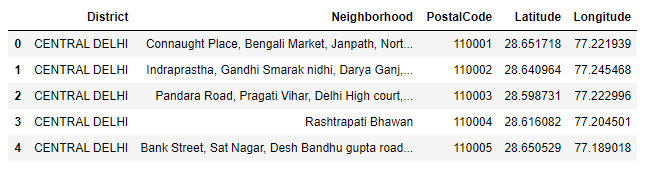 District Neighborhood PostalCode Latitude Longitude
0 CENTRAL DELHI Connaught Place, Bengali Market, Janpath, Nort... 110001 28.651718 77.221939
1 CENTRAL DELHI Indraprastha, Gandhi Smarak nidhi, Darya Ganj,... 110002 28.640964 77.245468
2 CENTRAL DELHI Pandara Road, Pragati Vihar, Delhi High court,... 110003 28.598731 77.222996
3 CENTRAL DELHI Rashtrapati Bhawan 110004 28.616082 77.204501
4 CENTRAL DELHI Bank Street, Sat Nagar, Desh Bandhu gupta road... 110005 28.650529 77.189018